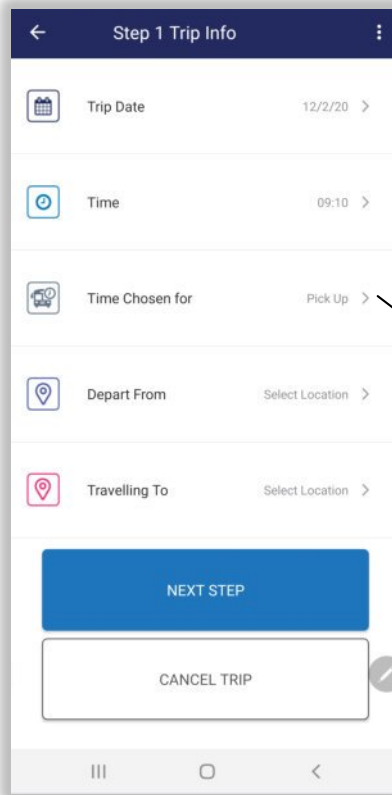 Step 1 Trip Info
Trip Date 12/2/20
Time 09:10
Time Chosen for Pick Up
Depart From Select Location
Travelling To Select Location
NEXT STEP
CANCEL TRIP